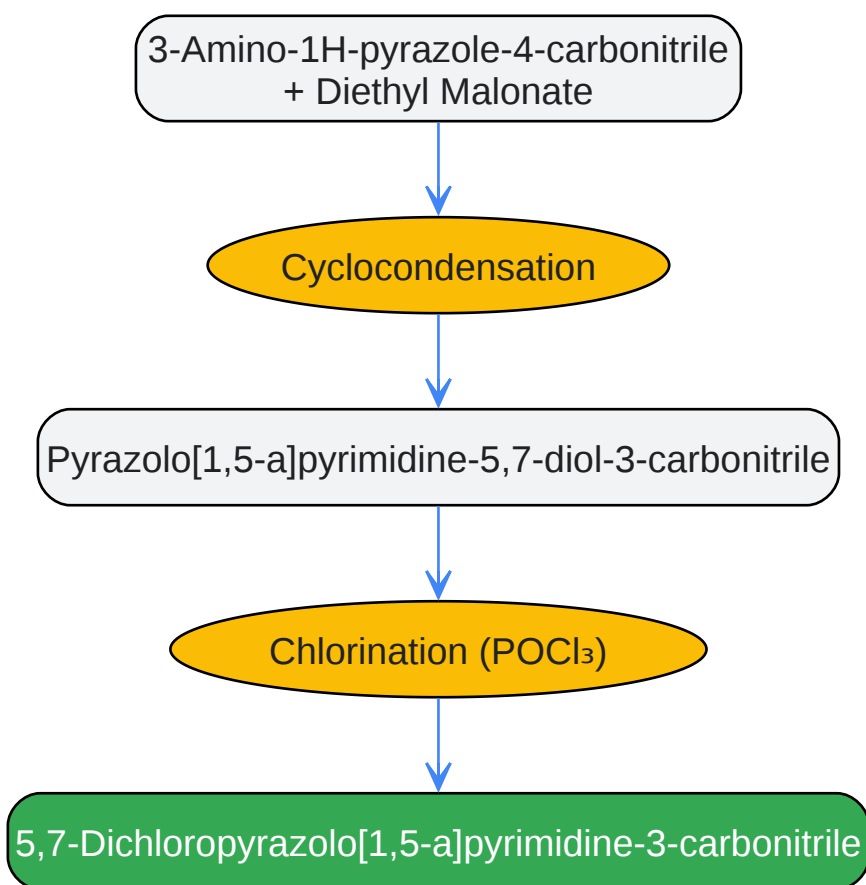 3-Amino-1H-pyrazole-4-carbonitrile
+ Diethyl Malonate
Cyclocondensation
Pyrazolo[1,5-a]pyrimidine-5,7-diol-3-carbonitrile
Chlorination (POCl₃)
5,7-Dichloropyrazolo[1,5-a]pyrimidine-3-carbonitrile